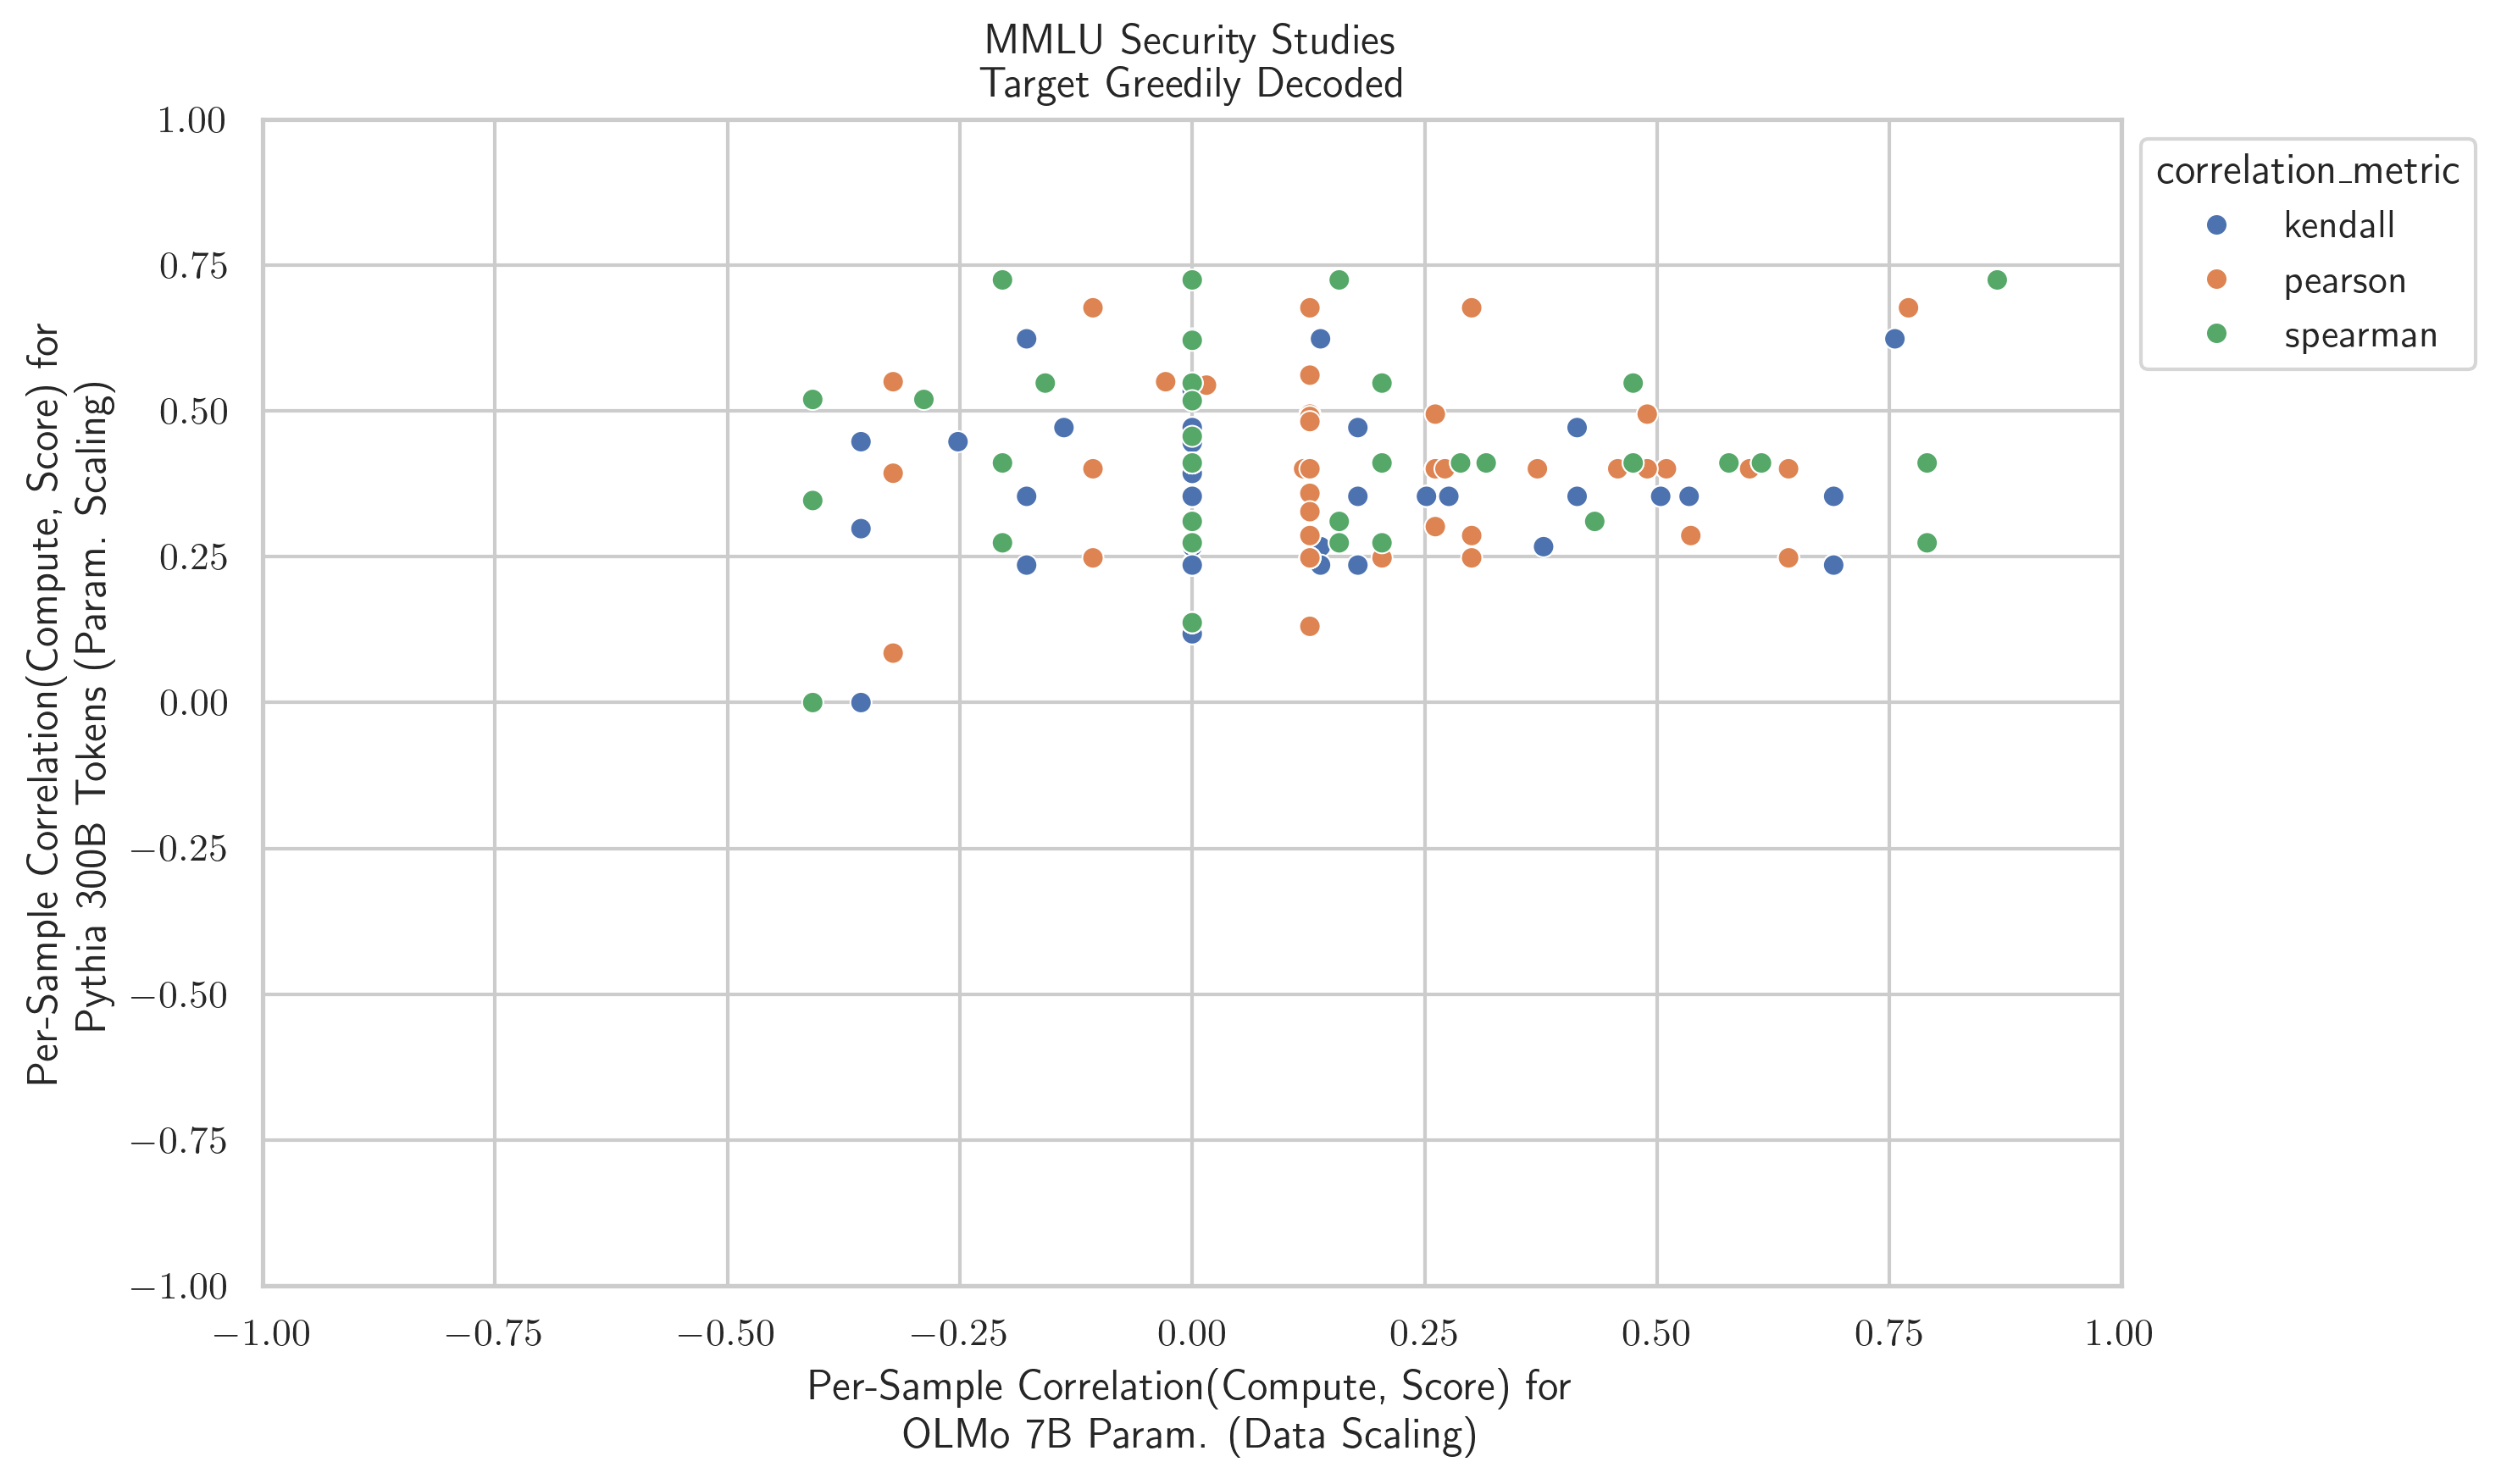 MMLU Security Studies
Target Greedily Decoded
1.00
0.75
0.50
0.25
0.00
−0.25
−0.50
−0.75
−1.00
Per-Sample Correlation(Compute, Score) for
Pythia 300B Tokens (Param. Scaling)
correlation_metric
kendall
pearson
spearman
−1.00
−0.75
−0.50
−0.25
0.00
0.25
0.50
0.75
1.00
Per-Sample Correlation(Compute, Score) for
OLMo 7B Param. (Data Scaling)